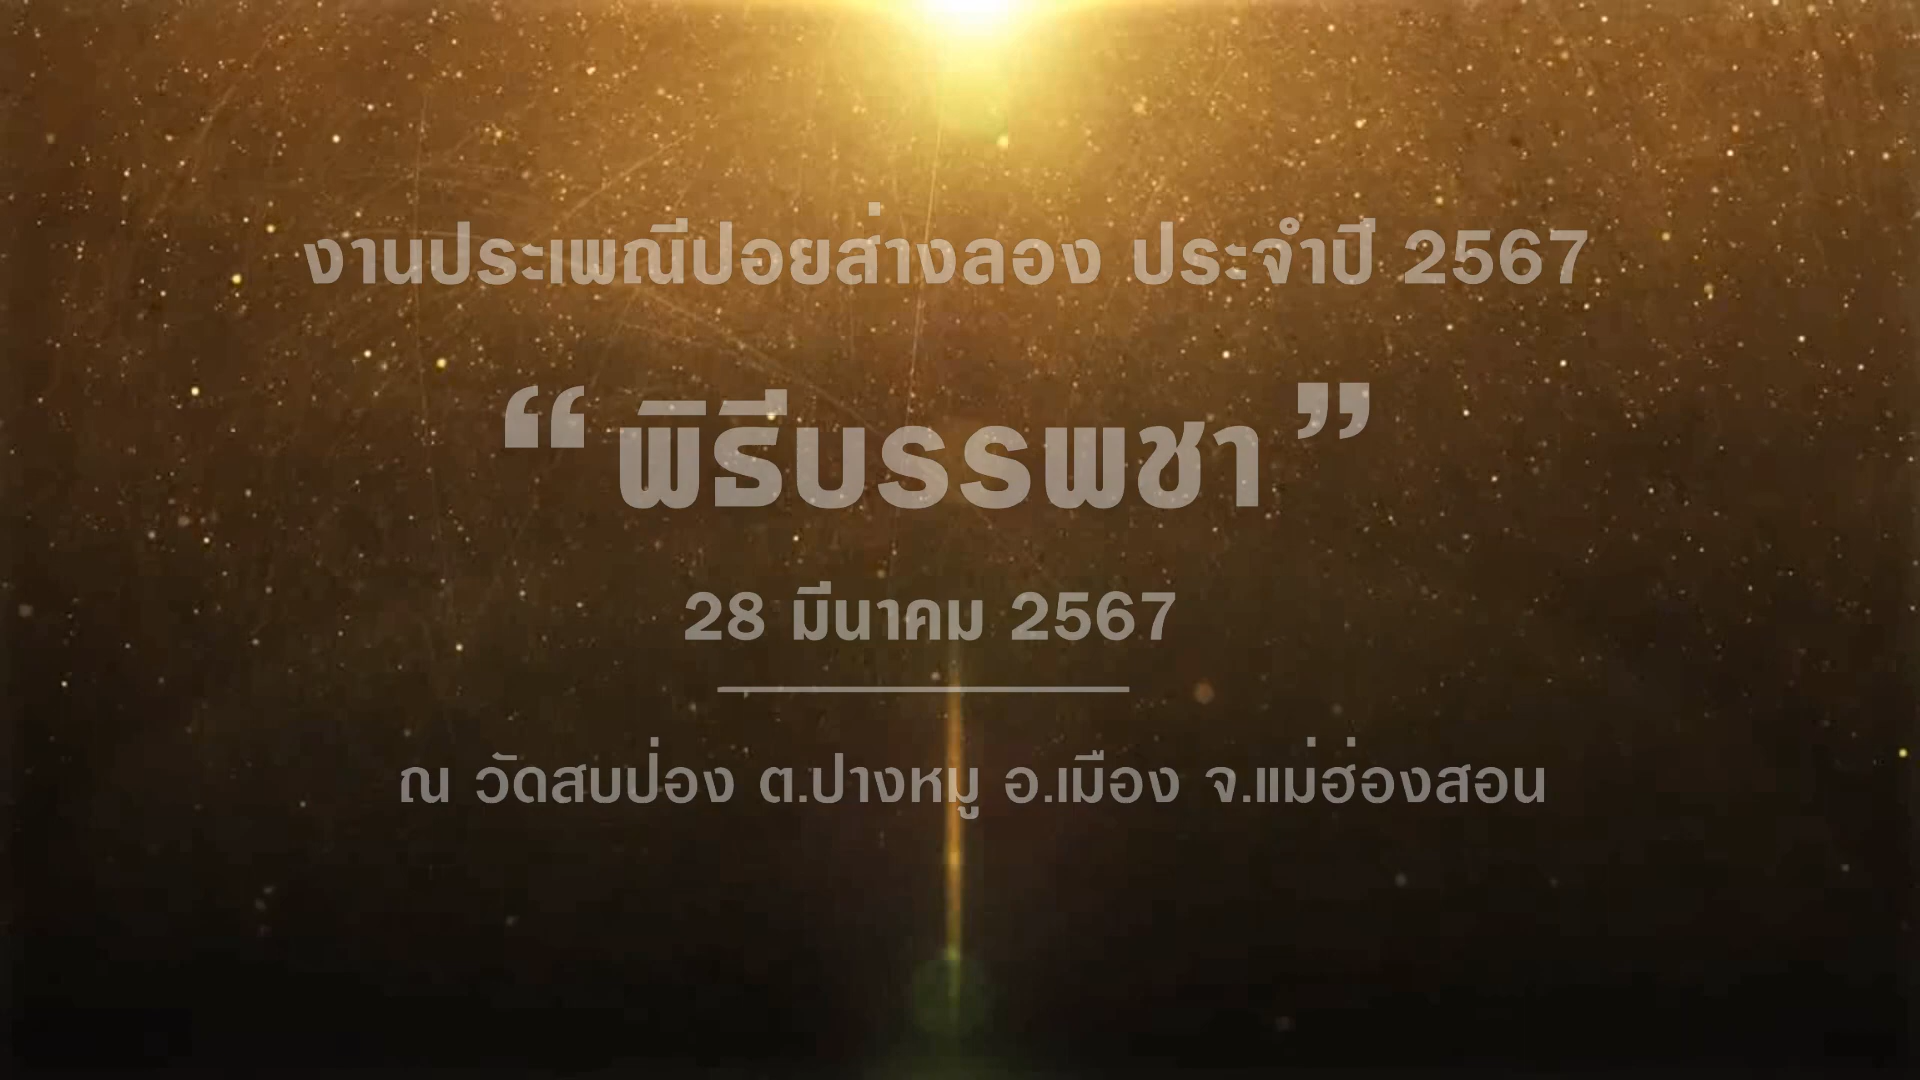 งานประเพณีปอยส่างลอง ประจำปี 2567
“พิธีบรรพชา”
28 มีนาคม 2567
ณ วัดสบป่อง ต.ปางหมู อ.เมือง จ.แม่ฮ่องสอน